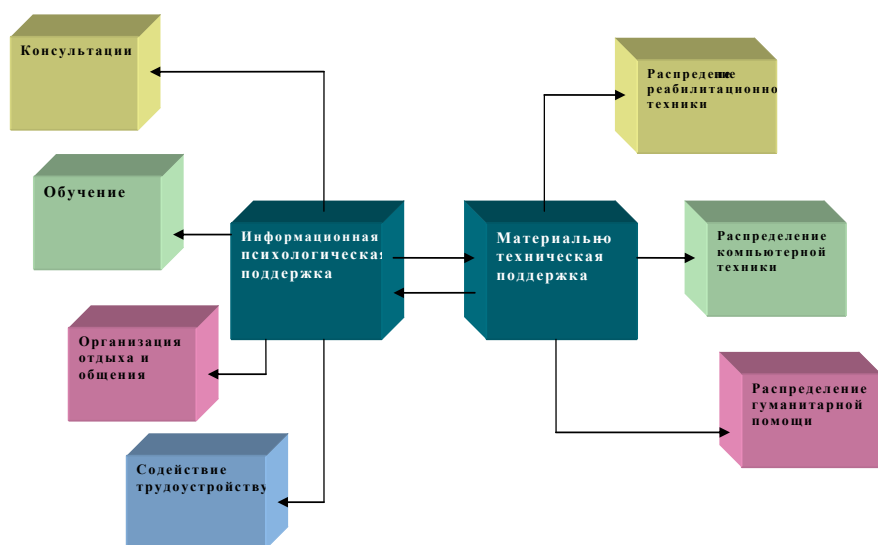 Консультации
Обучение
Организация
отдыха и
общения
Содействие
трудоустройству
Информационная
психологическая
поддержка
Материально
техническая
поддержка
реабилитационно
техники
Распределение
компьютерной
техники
Распределение
гуманитарной
помощи